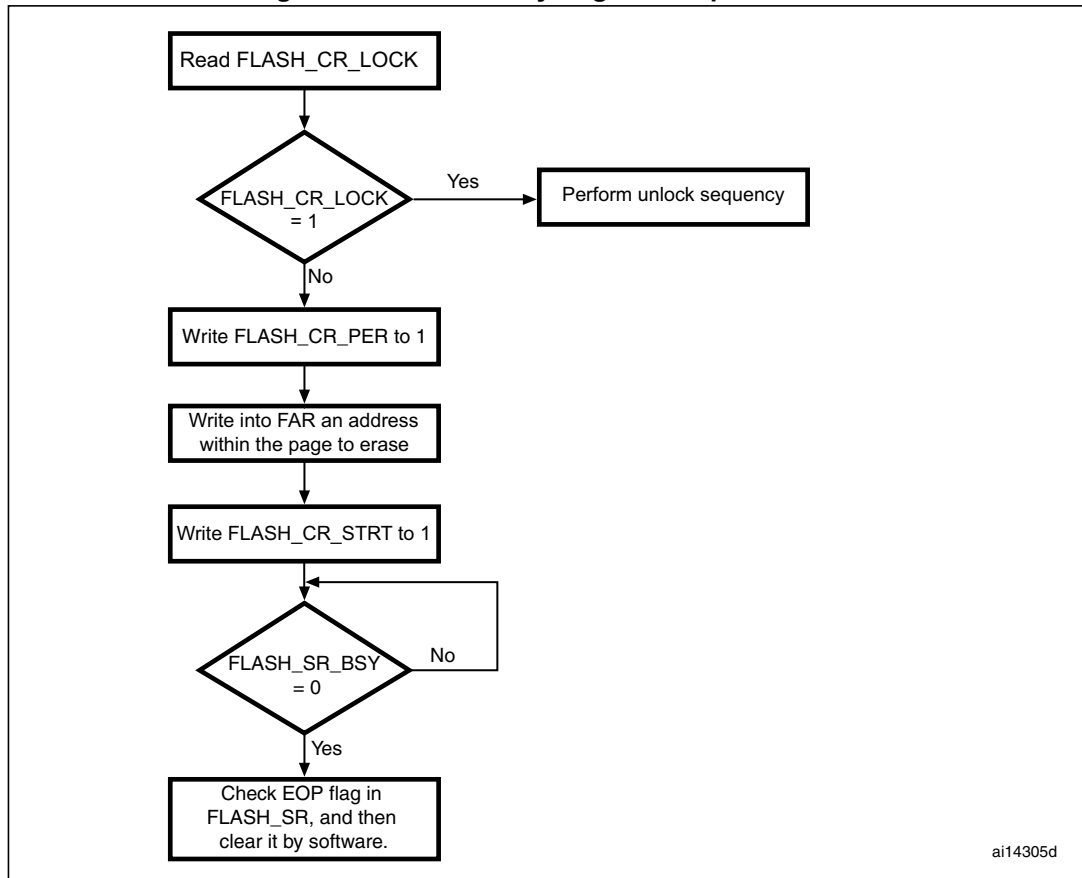 Read FLASH_CR_LOCK
FLASH_CR_LOCK
= 1
Yes
Perform unlock sequency
No
Write FLASH_CR_PER to 1
Write into FAR an address
within the page to erase
Write FLASH_CR_STRT to 1
FLASH_SR_BSY
= 0
No
Yes
Check EOP flag in
FLASH_SR, and then
clear it by software.
ai14305d